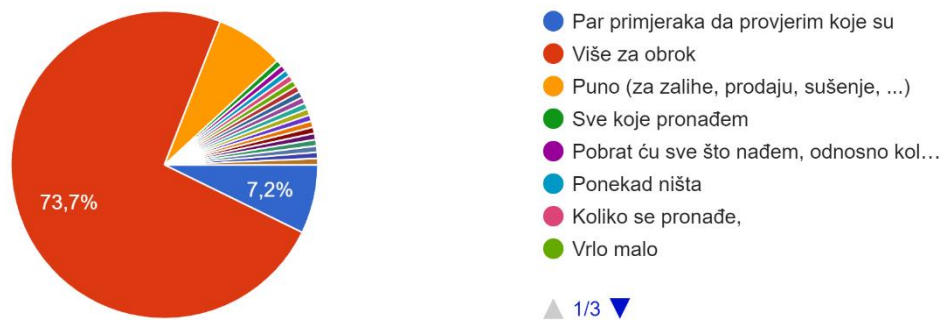 73,7%
7,2%
Par primjeraka da provjerim koje su
Više za obrok
Puno (za zalihe, prodaju, sušenje, ...)
Sve koje pronađem
Pobrat ću sve što nađem, odnosno kol...
Ponekad ništa
Koliko se pronađe,
Vrlo malo
1/3